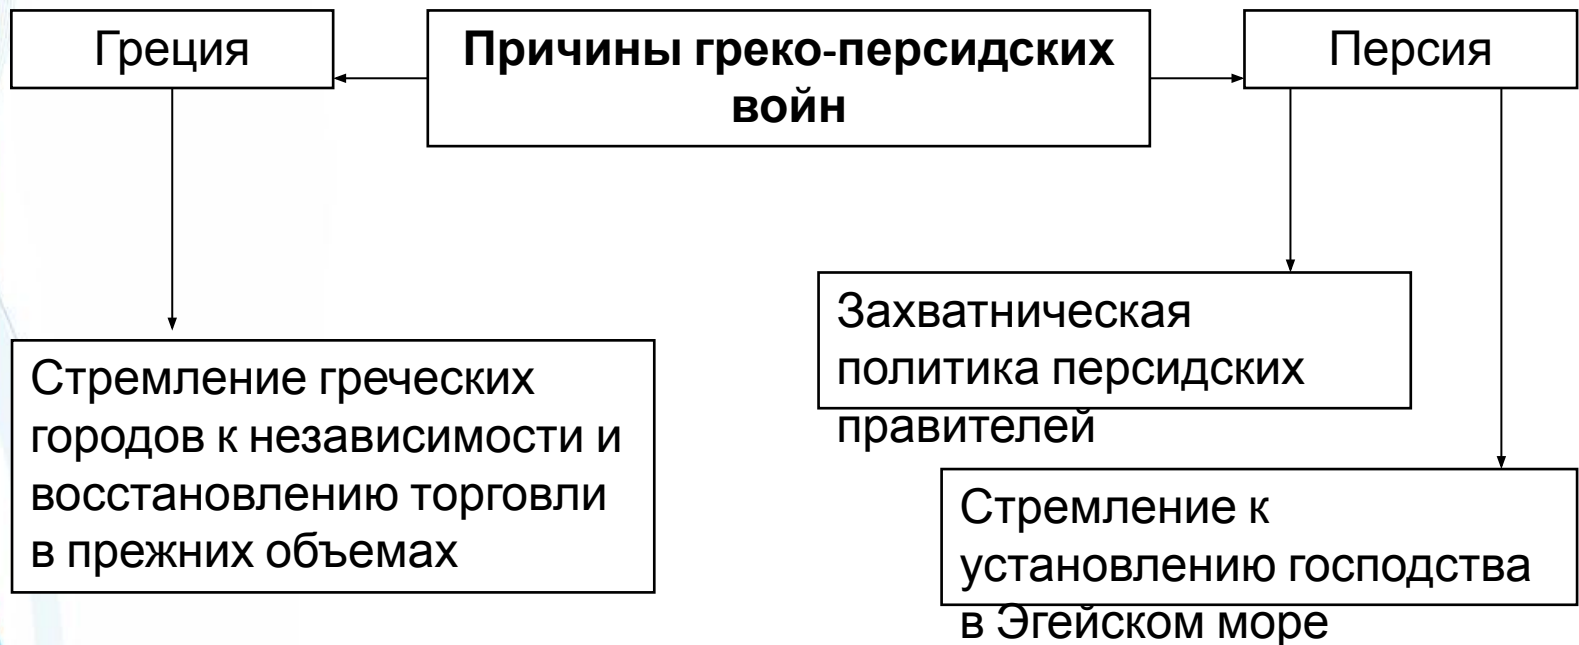 Греция
Причины греко-персидских
войн
Персия
Стремление греческих
городов к независимости и
восстановлению торговли
в прежних объемах
Захватническая
политика персидских
правителей
Стремление к
установлению господства
в Эгейском море